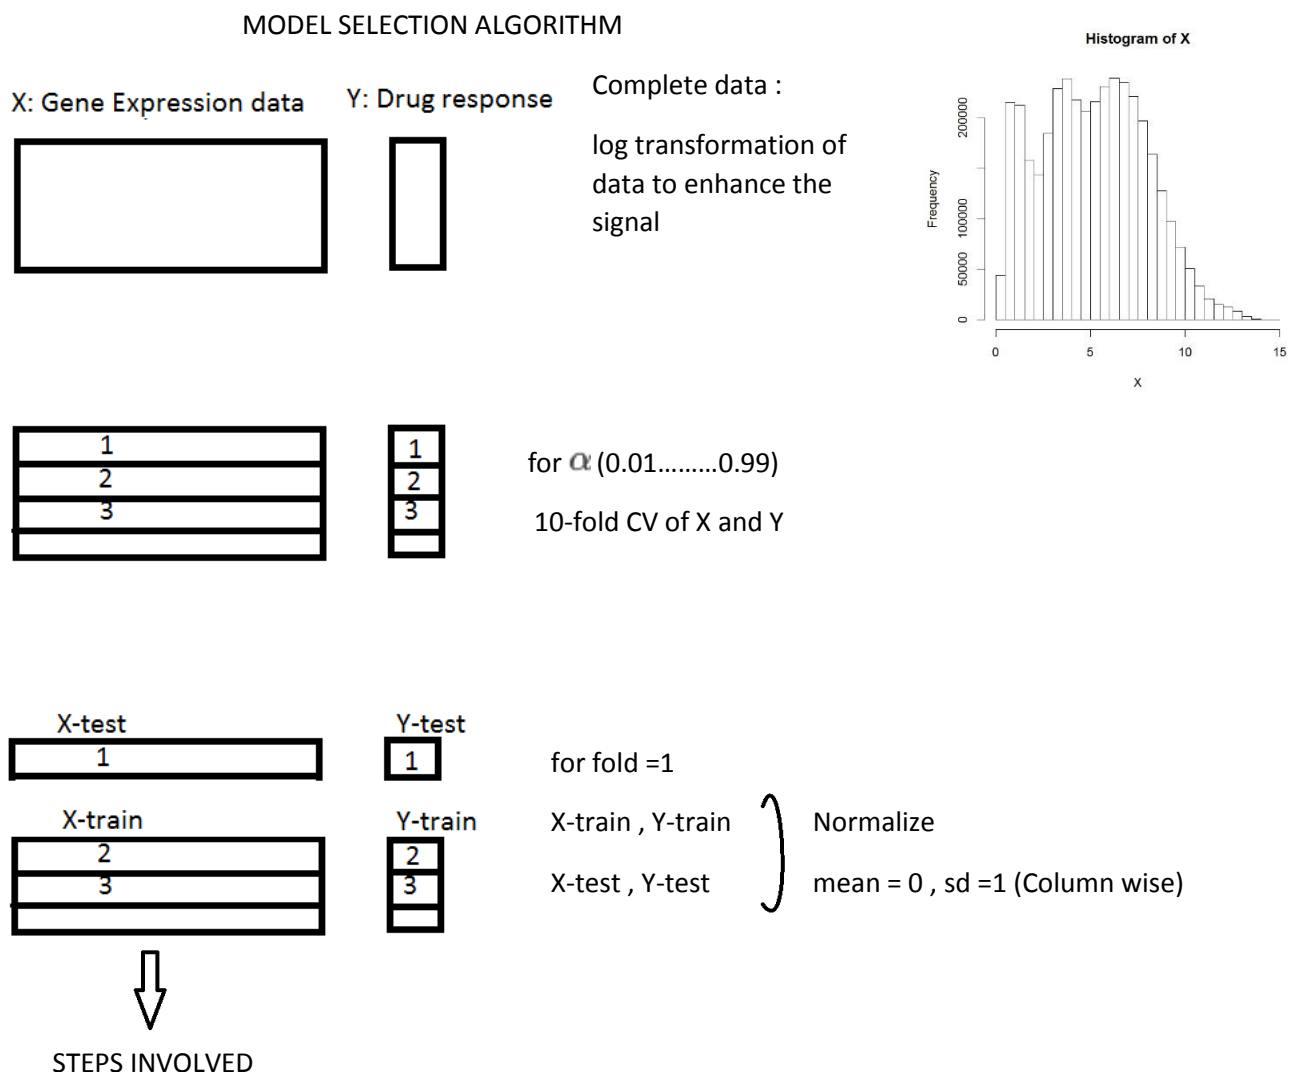 MODEL SELECTION ALGORITHM
X: Gene Expression data
Y: Drug response
Complete data :
log transformation of
data to enhance the
signal
Histogram of X
Frequency
0
50000
100000
200000
0
5
10
15
X
1
2
3
1
2
3
for α (0.01.........0.99)
10-fold CV of X and Y
X-test
Y-test
1
1
for fold =1
X-train
Y-train
2
3
2
3
X-train , Y-train
X-test , Y-test
Normalize
mean = 0 , sd =1 (Column wise)
STEPS INVOLVED